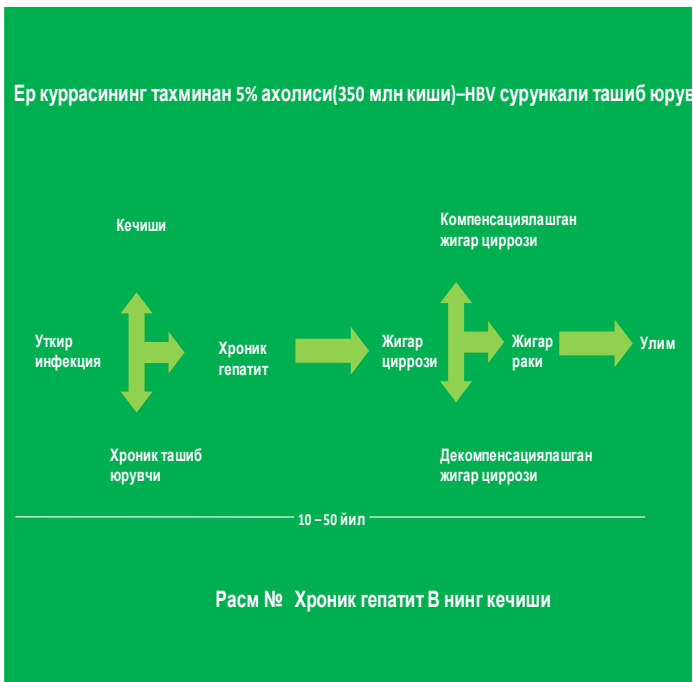 Ер куррасининг тахминан 5% ахолиси(350 млн киши)–HBV сурункали ташиб юрув
Кечиши
Компенсациялашган
жигар циррози
Уткир
инфекция
Хроник
гепатит
Жигар
циррози
Жигар
раки
Улим
Хроник ташиб
юрувчи
Декомпенсациялашган
жигар циррози
10 – 50 йил
Расм № Хроник гепатит В нинг кечиши